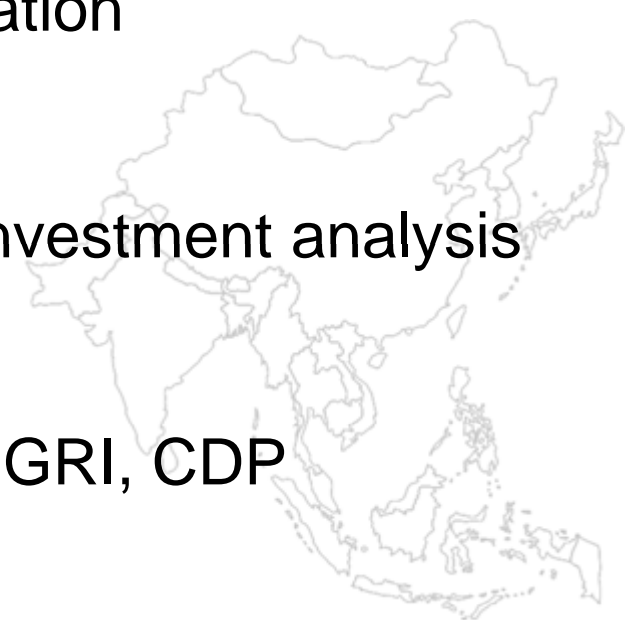 ation
nvestment analysis
GRI, CDP